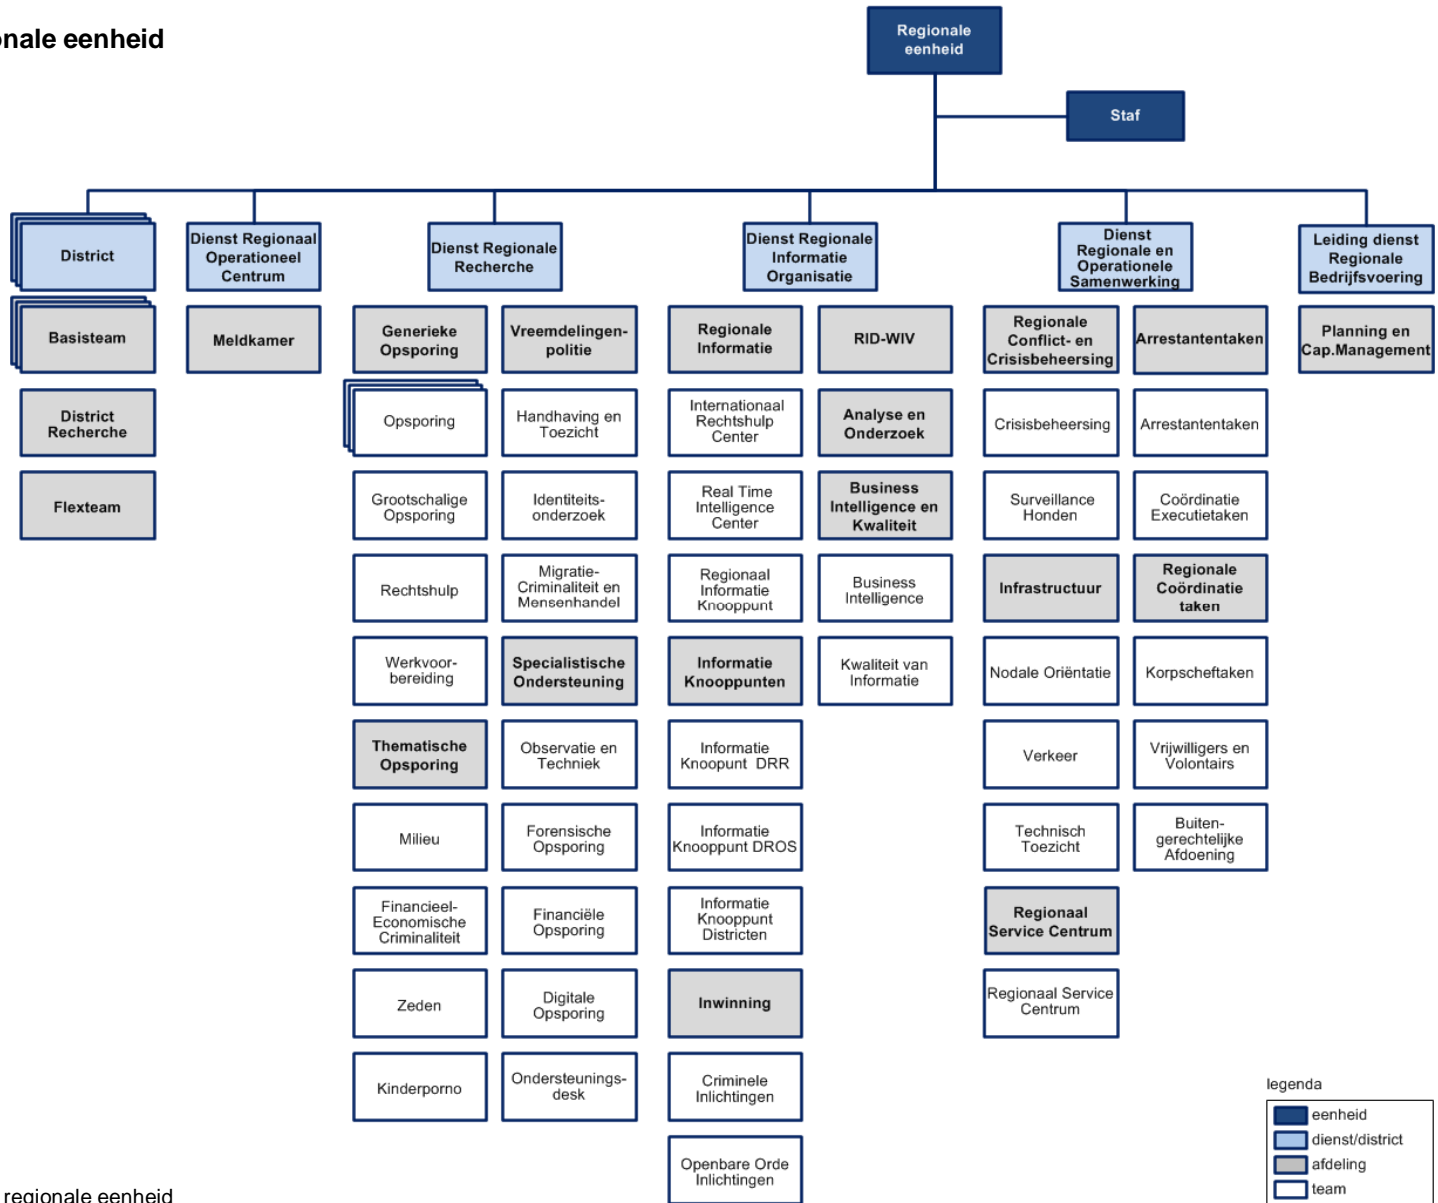 onale eenheid
Regionale
eenheid
Staf
District
Dienst Regionaal
Operationeel
Centrum
Dienst Regionale
Recherche
Dienst Regionale
Informatie
Organisatie
Dienst
Regionale en
Operationele
Samenwerking
Leiding dienst
Regionale
Bedrijfsvoering
Basisteam
Meldkamer
Generieke
Opsporing
Vreemdelingen-
politie
Regionale
Informatie
RID-WIV
Regionale
Conflict- en
Crisisbeheersing
Arrestantentaken
Planning en
Cap.Management
District
Recherche
Opsporing
Handhaving en
Toezicht
Internationaal
Rechtshulp
Center
Analyse en
Onderzoek
Crisisbeheersing
Arrestantentaken
Flexteam
Grootschalige
Opsporing
Identiteits-
onderzoek
Real Time
Intelligence
Center
Business
Intelligence en
Kwaliteit
Surveillance
Honden
Coördinatie
Executietaken
Rechtshulp
Migratie-
Criminaliteit en
Mensenhandel
Regionaal
Informatie
Knooppunt
Business
Intelligence
Infrastructuur
Regionale
Coördinatie
taken
Werkvoor-
bereiding
Specialistische
Ondersteuning
Informatie
Knooppunten
Kwaliteit van
Informatie
Nodale Oriëntatie
Korpscheftaken
Thematische
Opsporing
Observatie en
Techniek
Informatie
Knoopunt DRR
Verkeer
Vrijwilligers en
Volontairs
Milieu
Forensische
Opsporing
Informatie
Knooppunt DROS
Technisch
Toezicht
Buiten-
gerechtelijke
Afdoening
Financieel-
Economische
Criminaliteit
Financiële
Opsporing
Informatie
Knooppunt
Districten
Regionaal
Service Centrum
Zeden
Digitale
Opsporing
Inwinning
Regionaal Service
Centrum
Kinderporno
Ondersteunings-
desk
Criminele
Inlichtingen
Openbare Orde
Inlichtingen
legenda
eenheid
dienst/district
afdeling
team
regionale eenheid